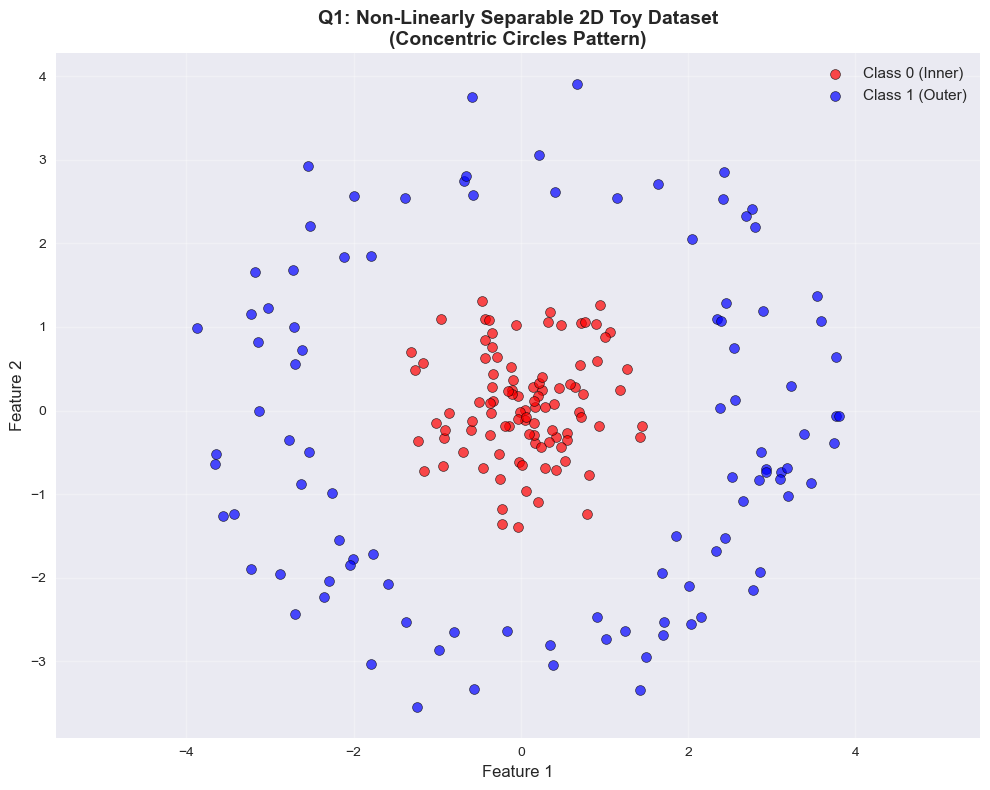 Q1: Non-Linearly Separable 2D Toy Dataset
(Concentric Circles Pattern)
Class 0 (Inner)
Class 1 (Outer)
4
3
2
1
0
−1
−2
−3
Feature 2
−4
−2
0
2
4
Feature 1